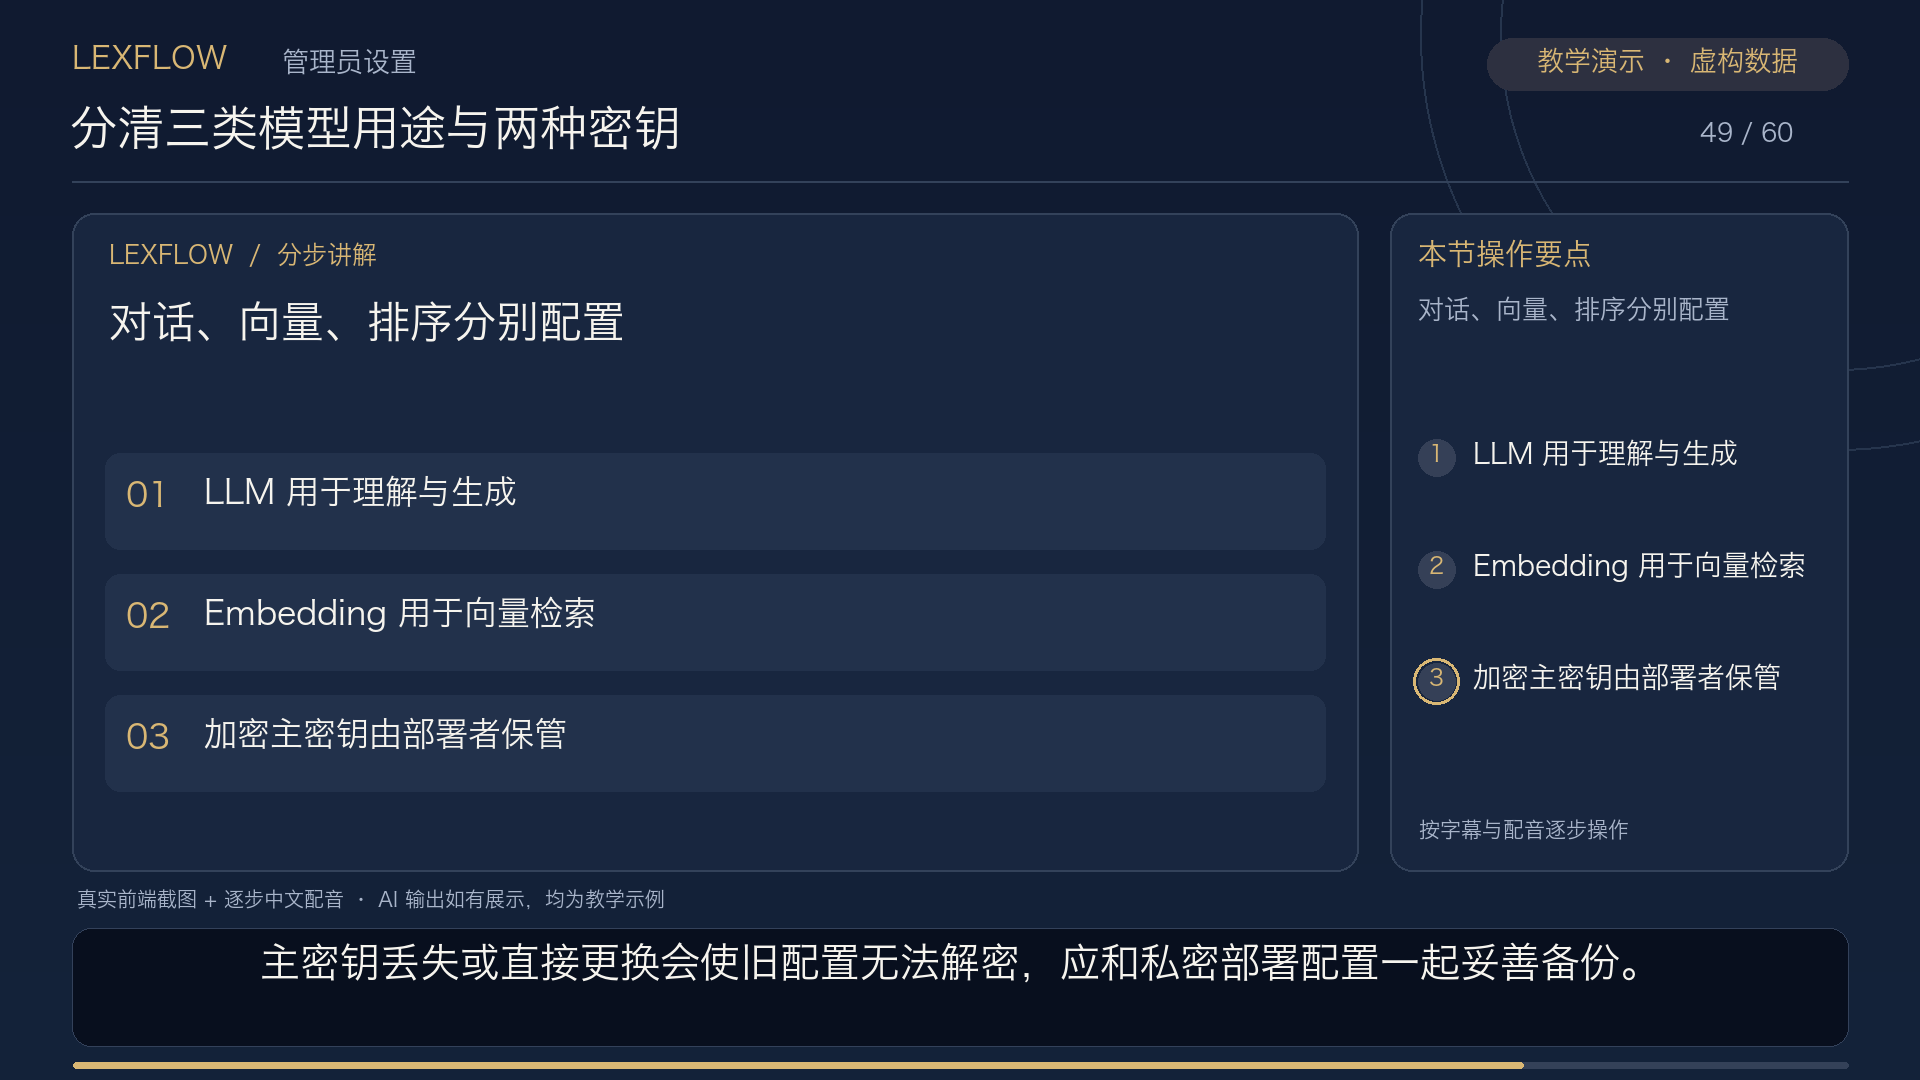 LEXFLOW 管理员设置
教学演示 · 虚构数据
分清三类模型用途与两种密钥
49 / 60
LEXFLOW / 分步讲解
对话、向量、排序分别配置
01 LLM 用于理解与生成
02 Embedding 用于向量检索
03 加密主密钥由部署者保管
本节操作要点
对话、向量、排序分别配置
1 LLM 用于理解与生成
2 Embedding 用于向量检索
3 加密主密钥由部署者保管
按字幕与配音逐步操作
真实前端截图 + 逐步中文配音 · AI 输出如有展示，均为教学示例
主密钥丢失或直接更换会使旧配置无法解密，应和私密部署配置一起妥善备份。